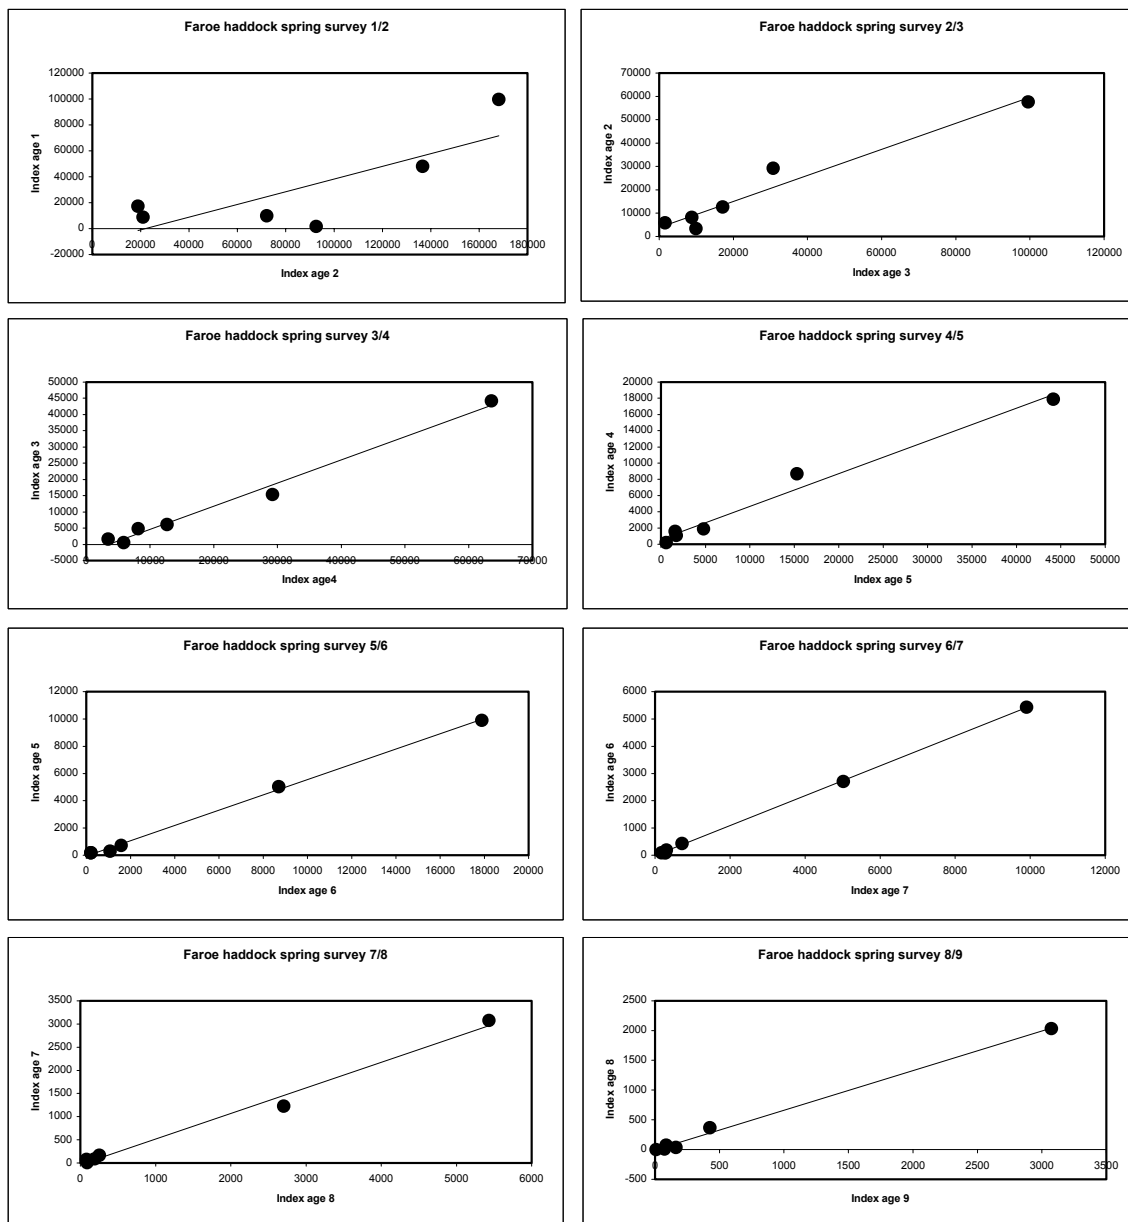 Faroe haddock spring survey 1/2
120000
100000
80000
60000
40000
20000
0
-20000
0 20000 40000 60000 80000 100000 120000 140000 160000 180000
Index age 1
Index age 2
Faroe haddock spring survey 2/3
70000
60000
50000
40000
30000
20000
10000
0
0 20000 40000 60000 80000 100000 120000
Index age 2
Index age 3
Faroe haddock spring survey 3/4
50000
45000
40000
35000
30000
25000
20000
15000
10000
5000
0
-5000
0 10000 20000 30000 40000 50000 60000 70000
Index age 3
Index age4
Faroe haddock spring survey 4/5
20000
18000
16000
14000
12000
10000
8000
6000
4000
2000
0
0 5000 10000 15000 20000 25000 30000 35000 40000 45000 50000
Index age 4
Index age 5
Faroe haddock spring survey 5/6
12000
10000
8000
6000
4000
2000
0
0 2000 4000 6000 8000 10000 12000 14000 16000 18000 20000
Index age 5
Index age 6
Faroe haddock spring survey 6/7
6000
5000
4000
3000
2000
1000
0
0 2000 4000 6000 8000 10000 12000
Index age 6
Index age 7
Faroe haddock spring survey 7/8
3500
3000
2500
2000
1500
1000
500
0
0 1000 2000 3000 4000 5000 6000
Index age 7
Index age 8
Faroe haddock spring survey 8/9
2500
2000
1500
1000
500
0
-500
0 500 1000 1500 2000 2500 3000 3500
Index age 8
Index age 9